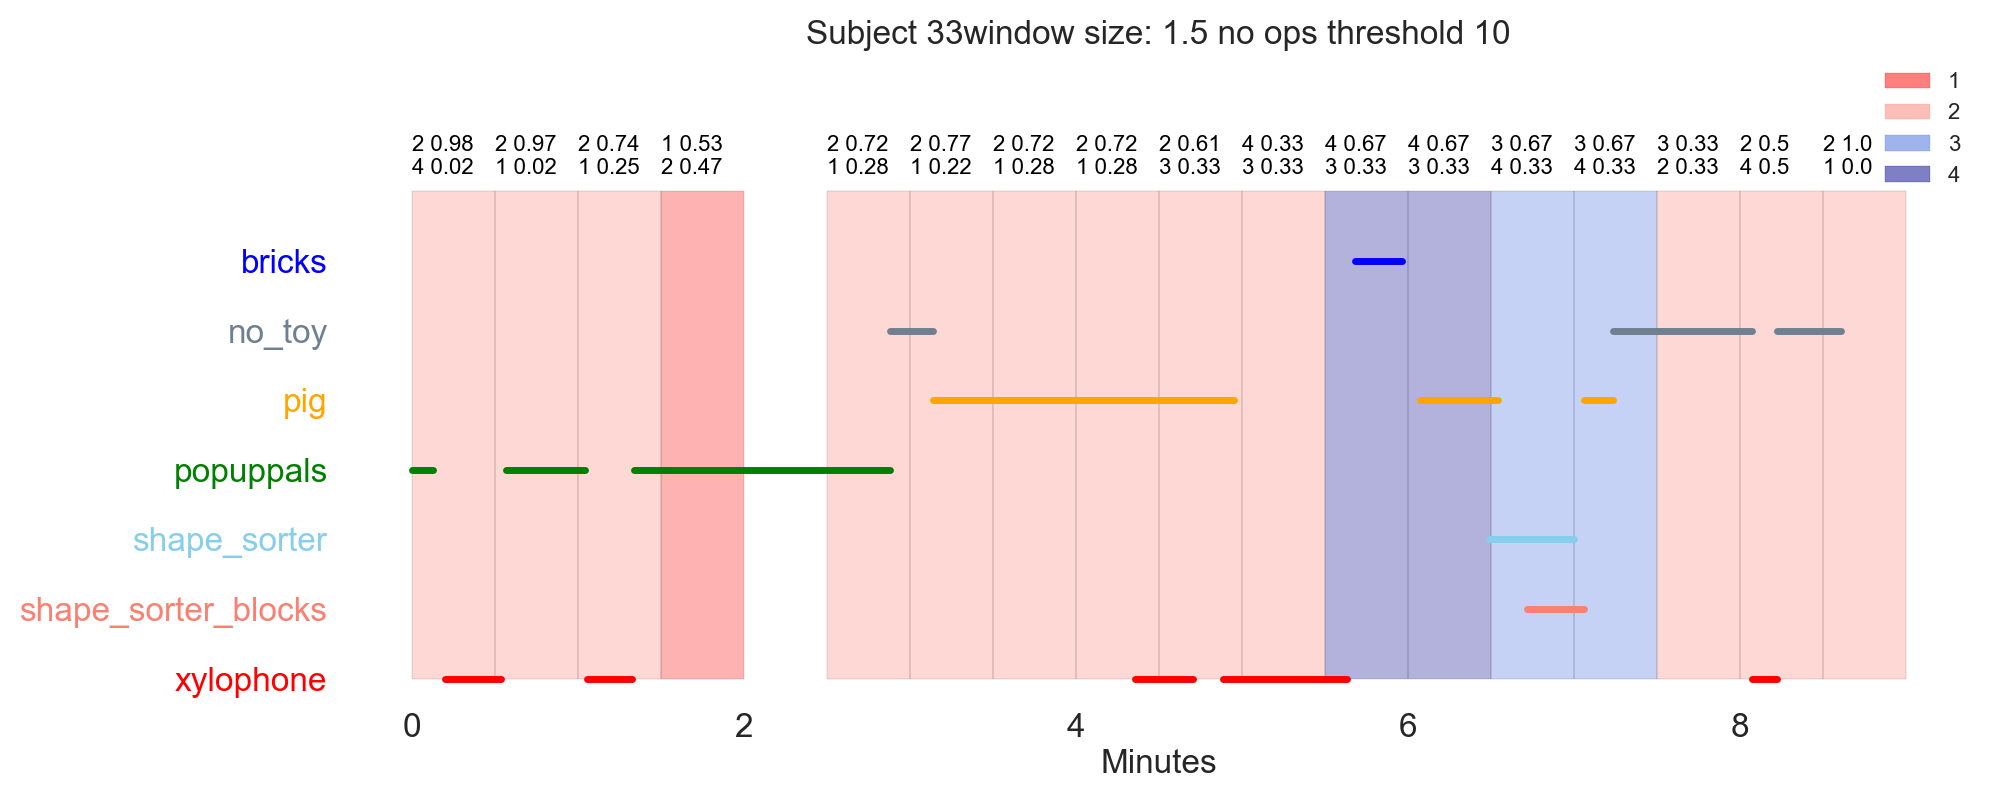 Subject 33window size: 1.5 no ops threshold 10
1
2
3
4
2 0.98 2 0.97 2 0.74 1 0.53 2 0.72 2 0.77 2 0.72 2 0.72 2 0.61 4 0.33 4 0.67 4 0.67 3 0.67 3 0.67 3 0.33 2 0.5 2 1.0
4 0.02 1 0.02 1 0.25 2 0.47 1 0.28 1 0.22 1 0.28 1 0.28 3 0.33 3 0.33 3 0.33 3 0.33 4 0.33 4 0.33 2 0.33 4 0.5 1 0.0
bricks
no_toy
pig
popuppals
shape_sorter
shape_sorter_blocks
xylophone
0 2 4 6 8
Minutes